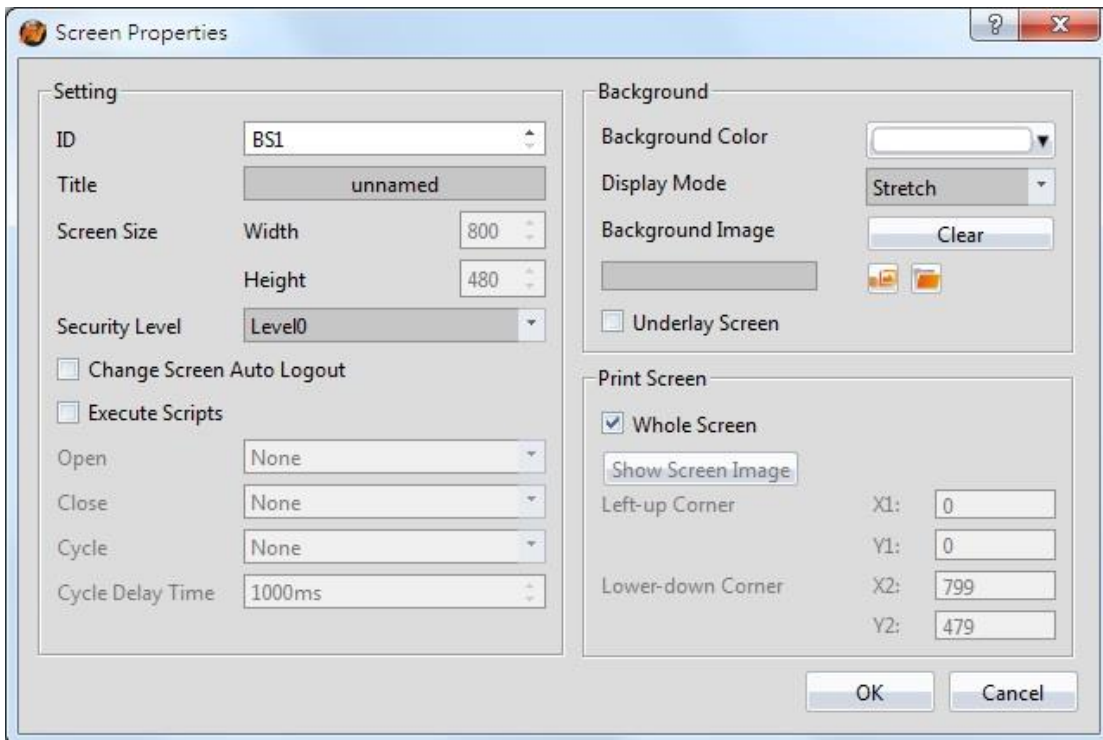 Screen Properties
?
Setting
ID BS1
Title unnamed
Screen Size Width 800
Height 480
Security Level Level0
Change Screen Auto Logout
Execute Scripts
Open None
Close None
Cycle None
Cycle Delay Time 1000ms
Background
Background Color
Display Mode Stretch
Background Image Clear
Underlay Screen
Print Screen
Whole Screen
Show Screen Image
Left-up Corner X1: 0
Y1: 0
Lower-down Corner X2: 799
Y2: 479
OK Cancel